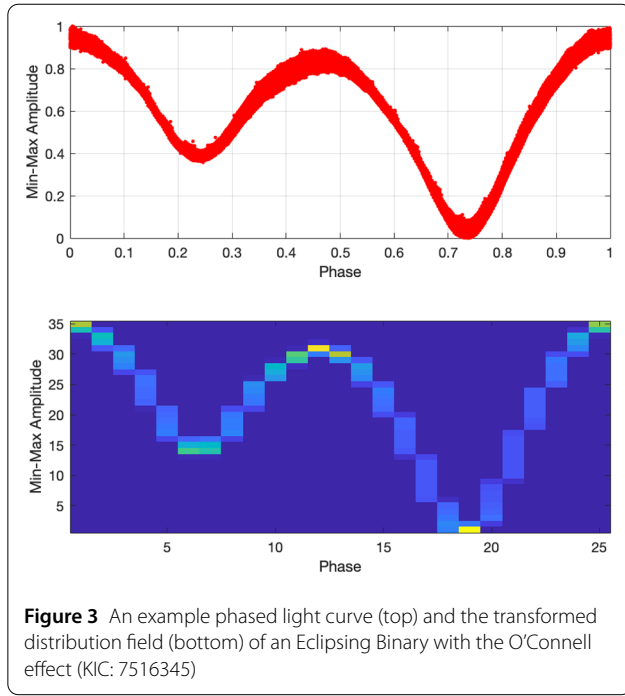 1
0.8
0.6
0.4
0.2
0
Min-Max Amplitude
0 0.1 0.2 0.3 0.4 0.5 0.6 0.7 0.8 0.9 1
Phase
35
30
25
20
15
10
5
Min-Max Amplitude
5 10 15 20 25
Phase
Figure 3 An example phased light curve (top) and the transformed
distribution field (bottom) of an Eclipsing Binary with the O'Connell
effect (KIC: 7516345)